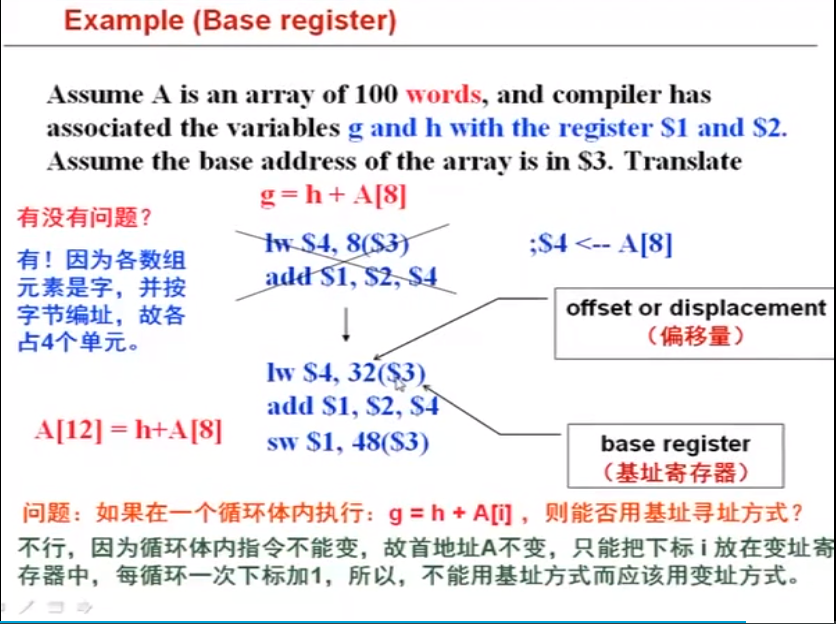 Example (Base register)
Assume A is an array of 100 words, and compiler has
associated the variables g and h with the register $1 and $2.
Assume the base address of the array is in $3. Translate
g = h + A[8]
有没有问题？
有！因为各数组
元素是字，并按
字节编址，故各
占4个单元。
lw $4, 8($3)
;$4 <-- A[8]
add $1, $2, $4
offset or displacement
（偏移量）
lw $4, 32($3)
add $1, $2, $4
sw $1, 48($3)
A[12] = h+A[8]
base register
（基址寄存器）
问题：如果在一个循环体内执行：g = h + A[i] ，则能否用基址寻址方式？
不行，因为循环体内指令不能变，故首地址A不变，只能把下标 i 放在变址寄
存器中，每循环一次下标加1，所以，不能用基址方式而应该用变址方式。